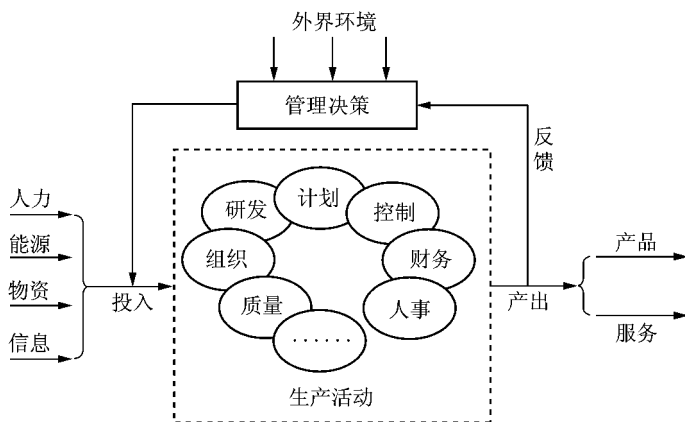 外界环境
管理决策
反
馈
人力
能源
物资
信息
投入
计划
研发
控制
组织
财务
质量
人事
······
生产活动
产出
产品
服务